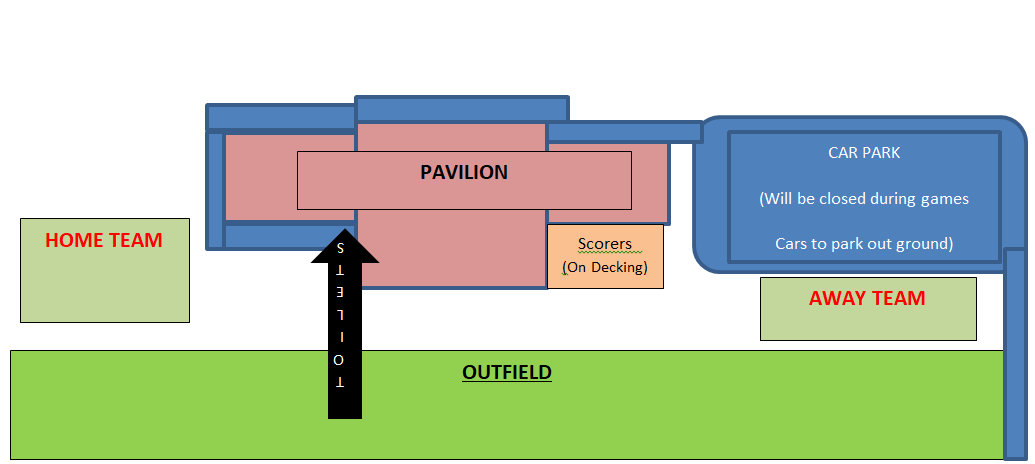 PAVILION
CAR PARK
(Will be closed during games
Cars to park out ground)
HOME TEAM
Scorers
(On Decking)
TOILETS
AWAY TEAM
OUTFIELD